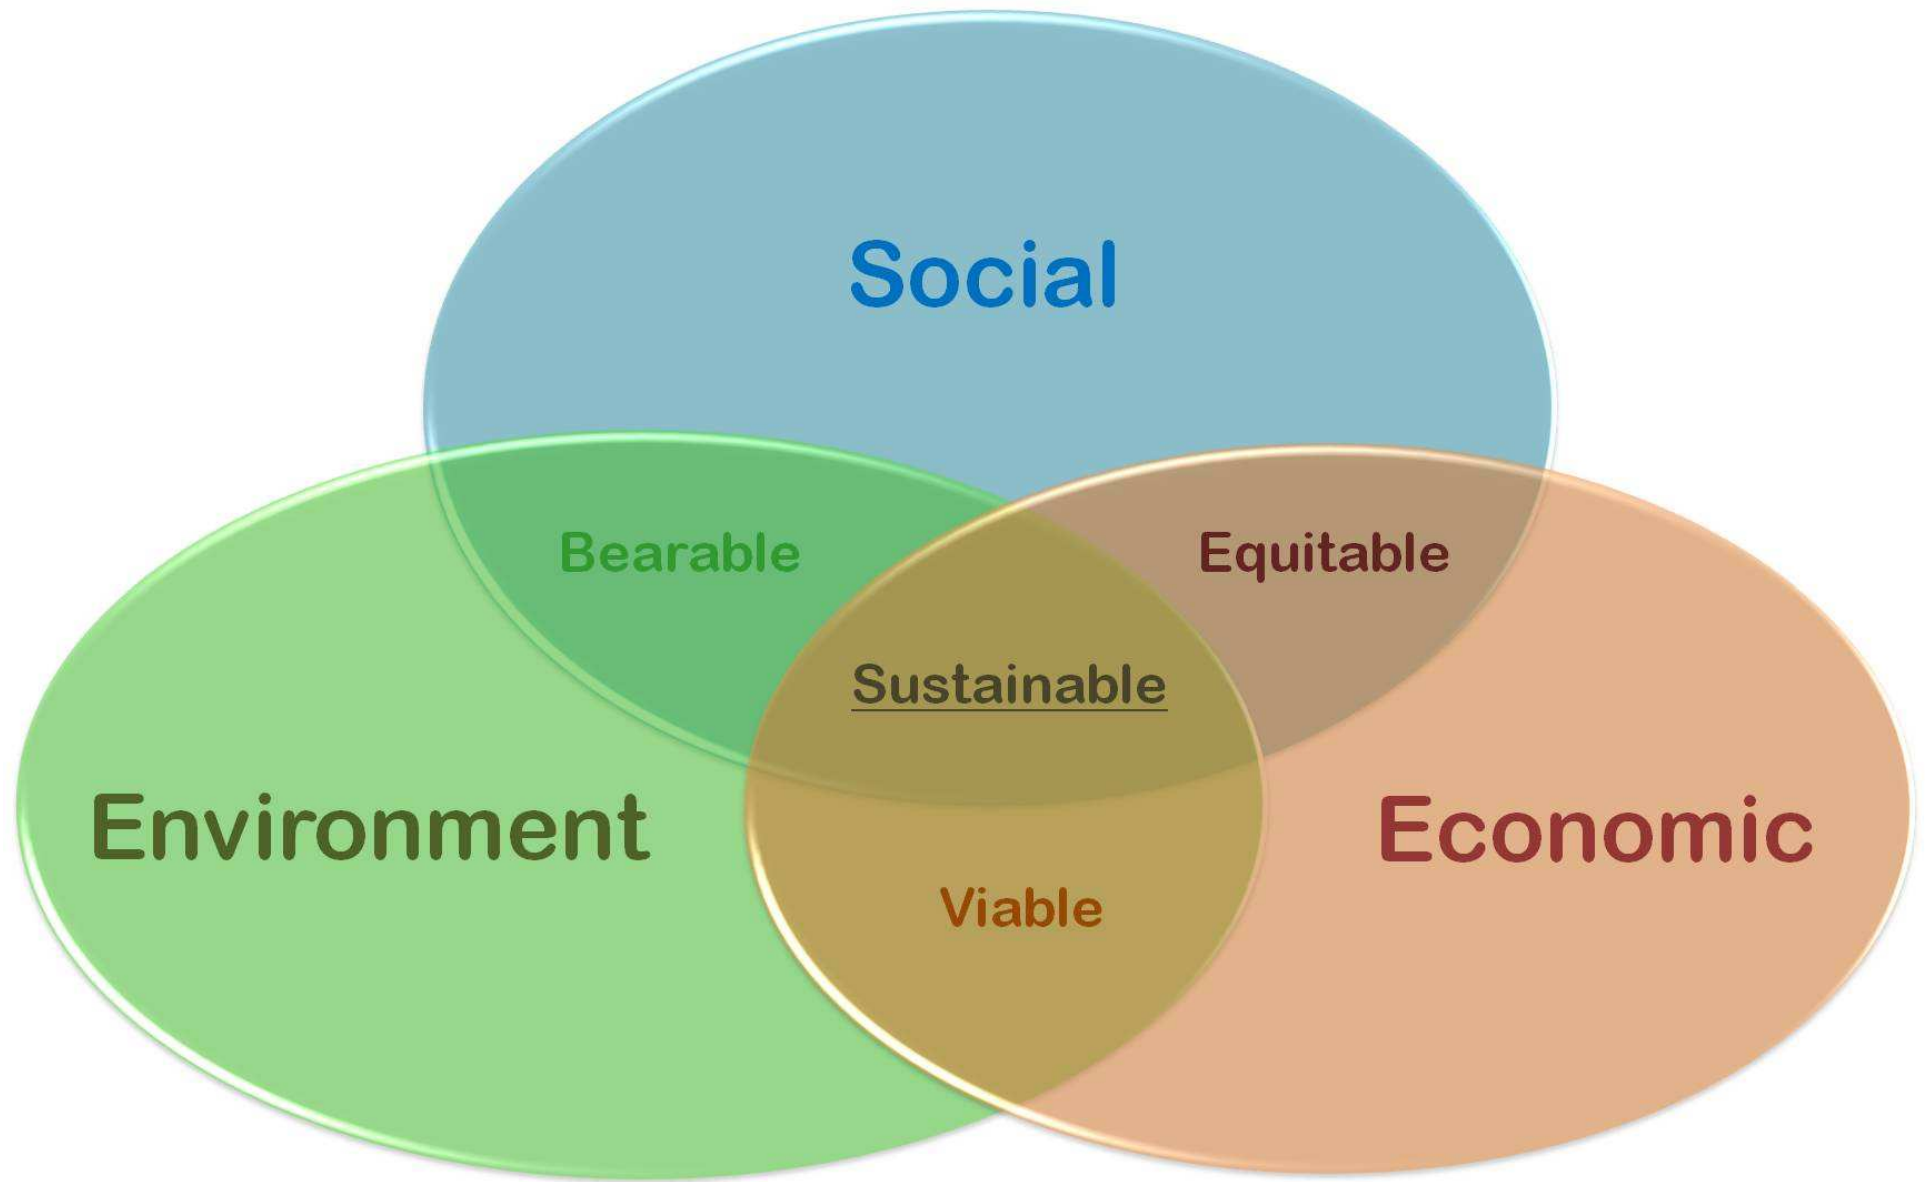 Social
Bearable
Equitable
Sustainable
Environment
Economic
Viable